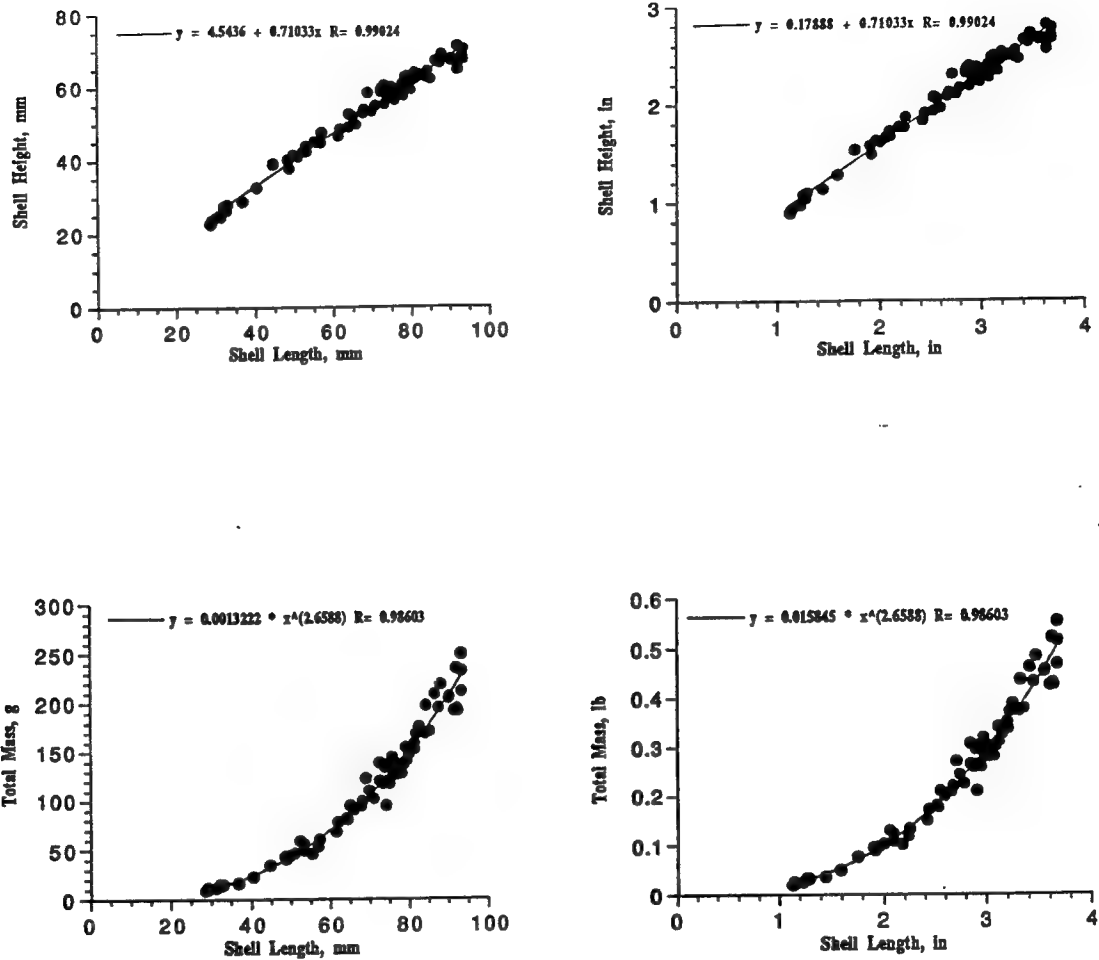 y = 4.5436 + 0.71033x R= 0.99024
80
60
40
20
0
Shell Height, mm
0 20 40 60 80 100
Shell Length, mm
y = 0.17888 + 0.71033x R= 0.99024
3
2
1
0
Shell Height, in
0 1 2 3 4
Shell Length, in
y = 0.0013222 * x^(2.6588) R= 0.98603
300
250
200
150
100
50
0
Total Mass, g
0 20 40 60 80 100
Shell Length, mm
y = 0.015845 * x^(2.6588) R= 0.98603
0.6
0.5
0.4
0.3
0.2
0.1
0
Total Mass, lb
0 1 2 3 4
Shell Length, in